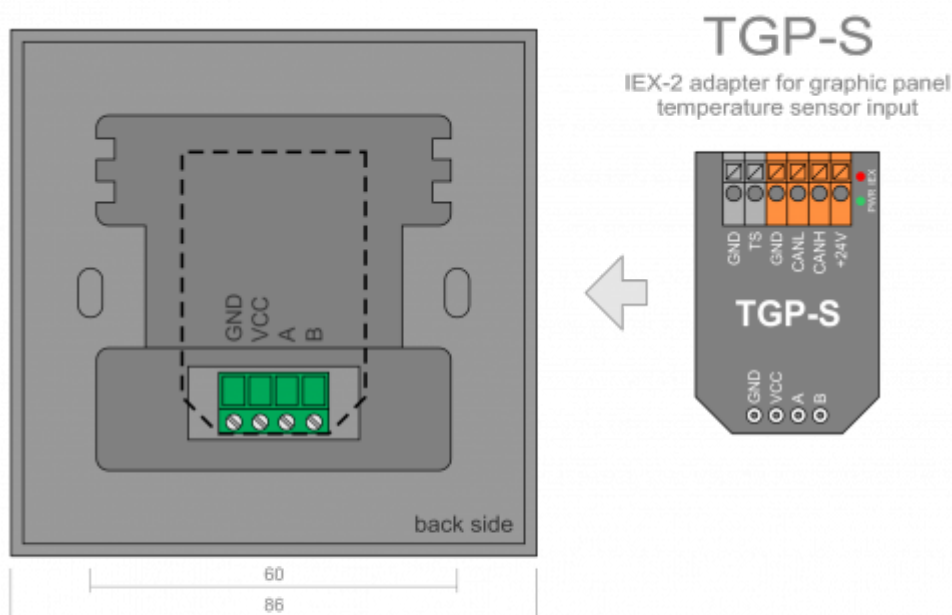 TGP-S
IEX-2 adapter for graphic panel
temperature sensor input
GND VCC A B
back side
60
86
GND TS GND CANL CANH +24V
PWR IEX
TGP-S
GND VCC A B